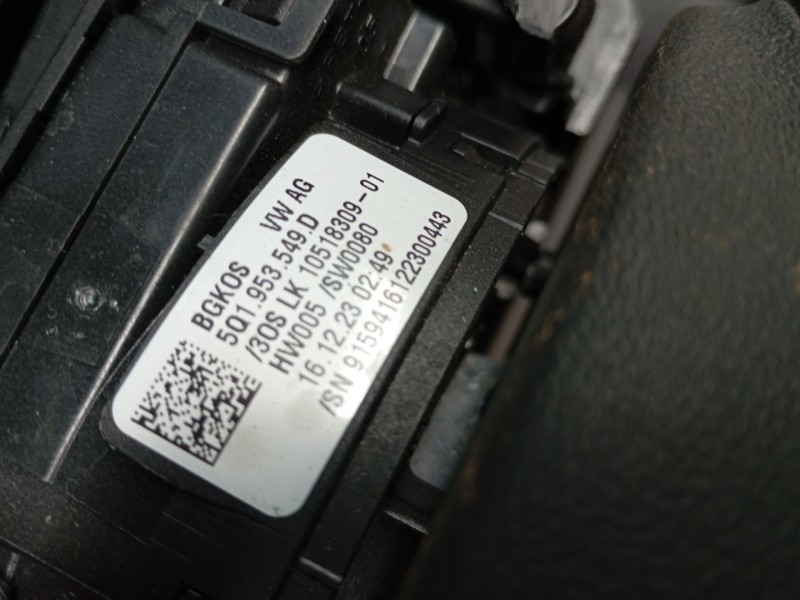 BGKOS VW AG
5Q1.953.549.D
/3OS LK 10518309-01
HW005 /SW0080
16.12.23 02:49
/SN 9159416122300443